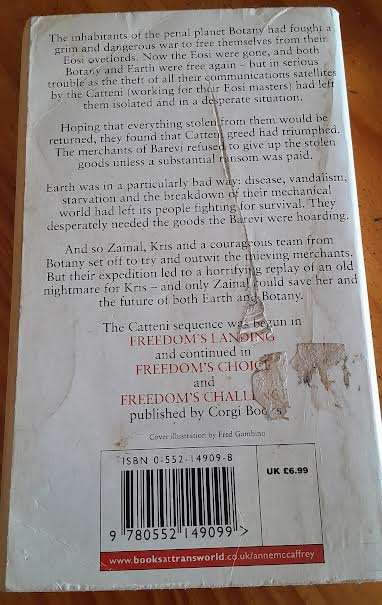 The inhabitants of the penal planet Botany had fought a
grim and dangerous war to free themselves from their
Eosi overlords. Now the Eosi were gone, and both
Botany and Earth were free again – but in serious
trouble as the theft of all their communications satellites
by the Catteni (working for their Eosi masters) had left
them isolated and in a desperate situation.
Hoping that everything stolen from them would be
returned, they found that Catteni greed had triumphed.
The merchants of Barevi refused to give up the stolen
goods unless a substantial ransom was paid.
Earth was in a particularly bad way: disease, vandalism,
starvation and the breakdown of their mechanical
world had left its people fighting for survival. They
desperately needed the goods the Barevi were hoarding.
And so Zainal, Kris and a courageous team from
Botany set off to try and outwit the thieving merchants.
But their expedition led to a horrifying replay of an old
nightmare for Kris – and only Zainal could save her and
the future of both Earth and Botany.
The Catteni sequence was begun in
FREEDOM'S LANDING
and continued in
FREEDOM'S CHOICE
and
FREEDOM'S CHALL
published by Corgi Books
Cover illustration by Fred Gambino
ISBN 0-552-14909-8
UK £6.99
9 780552 149099 >
www.booksattransworld.co.uk/annemccaffrey